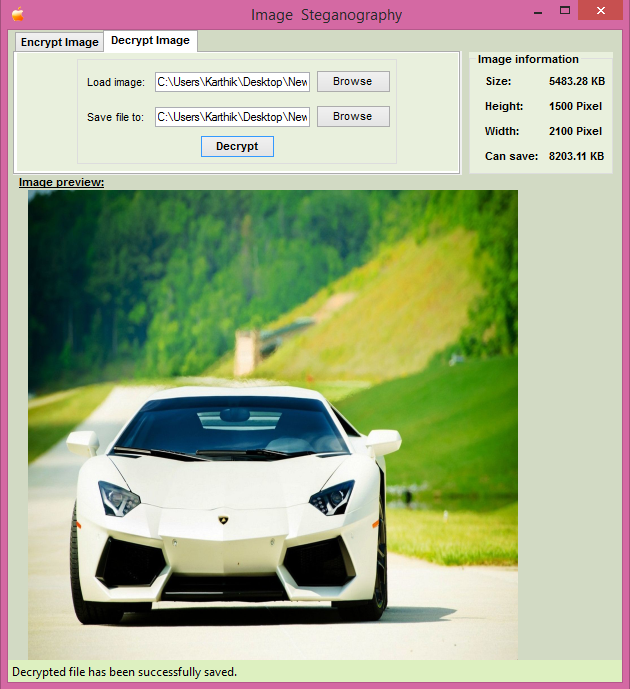 Image Steganography
Encrypt Image
Decrypt Image
Load image:
C:\Users\Karthik\Desktop\New
Browse
Save file to:
C:\Users\Karthik\Desktop\New
Browse
Decrypt
Image information
Size: 5483.28 KB
Height: 1500 Pixel
Width: 2100 Pixel
Can save: 8203.11 KB
Image preview:
Decrypted file has been successfully saved.